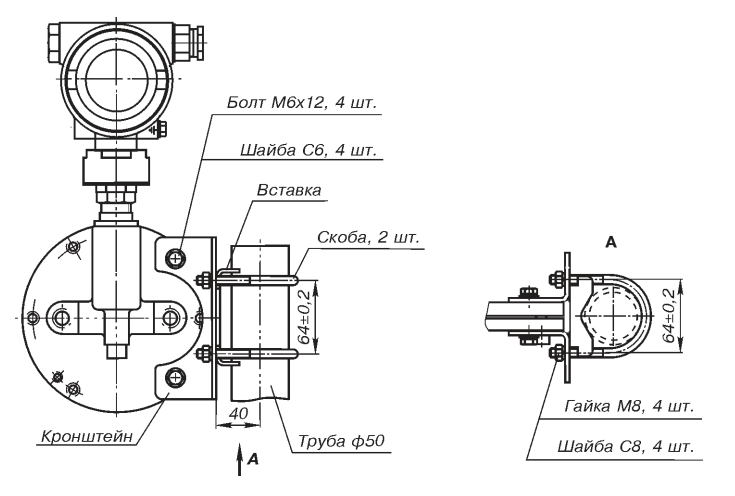 Болт М6х12, 4 шт.
Шайба С6, 4 шт.
Вставка
Скоба, 2 шт.
64±0,2
40
Кронштейн
Труба ф50
А
А
64±0,2
Гайка М8, 4 шт.
Шайба С8, 4 шт.